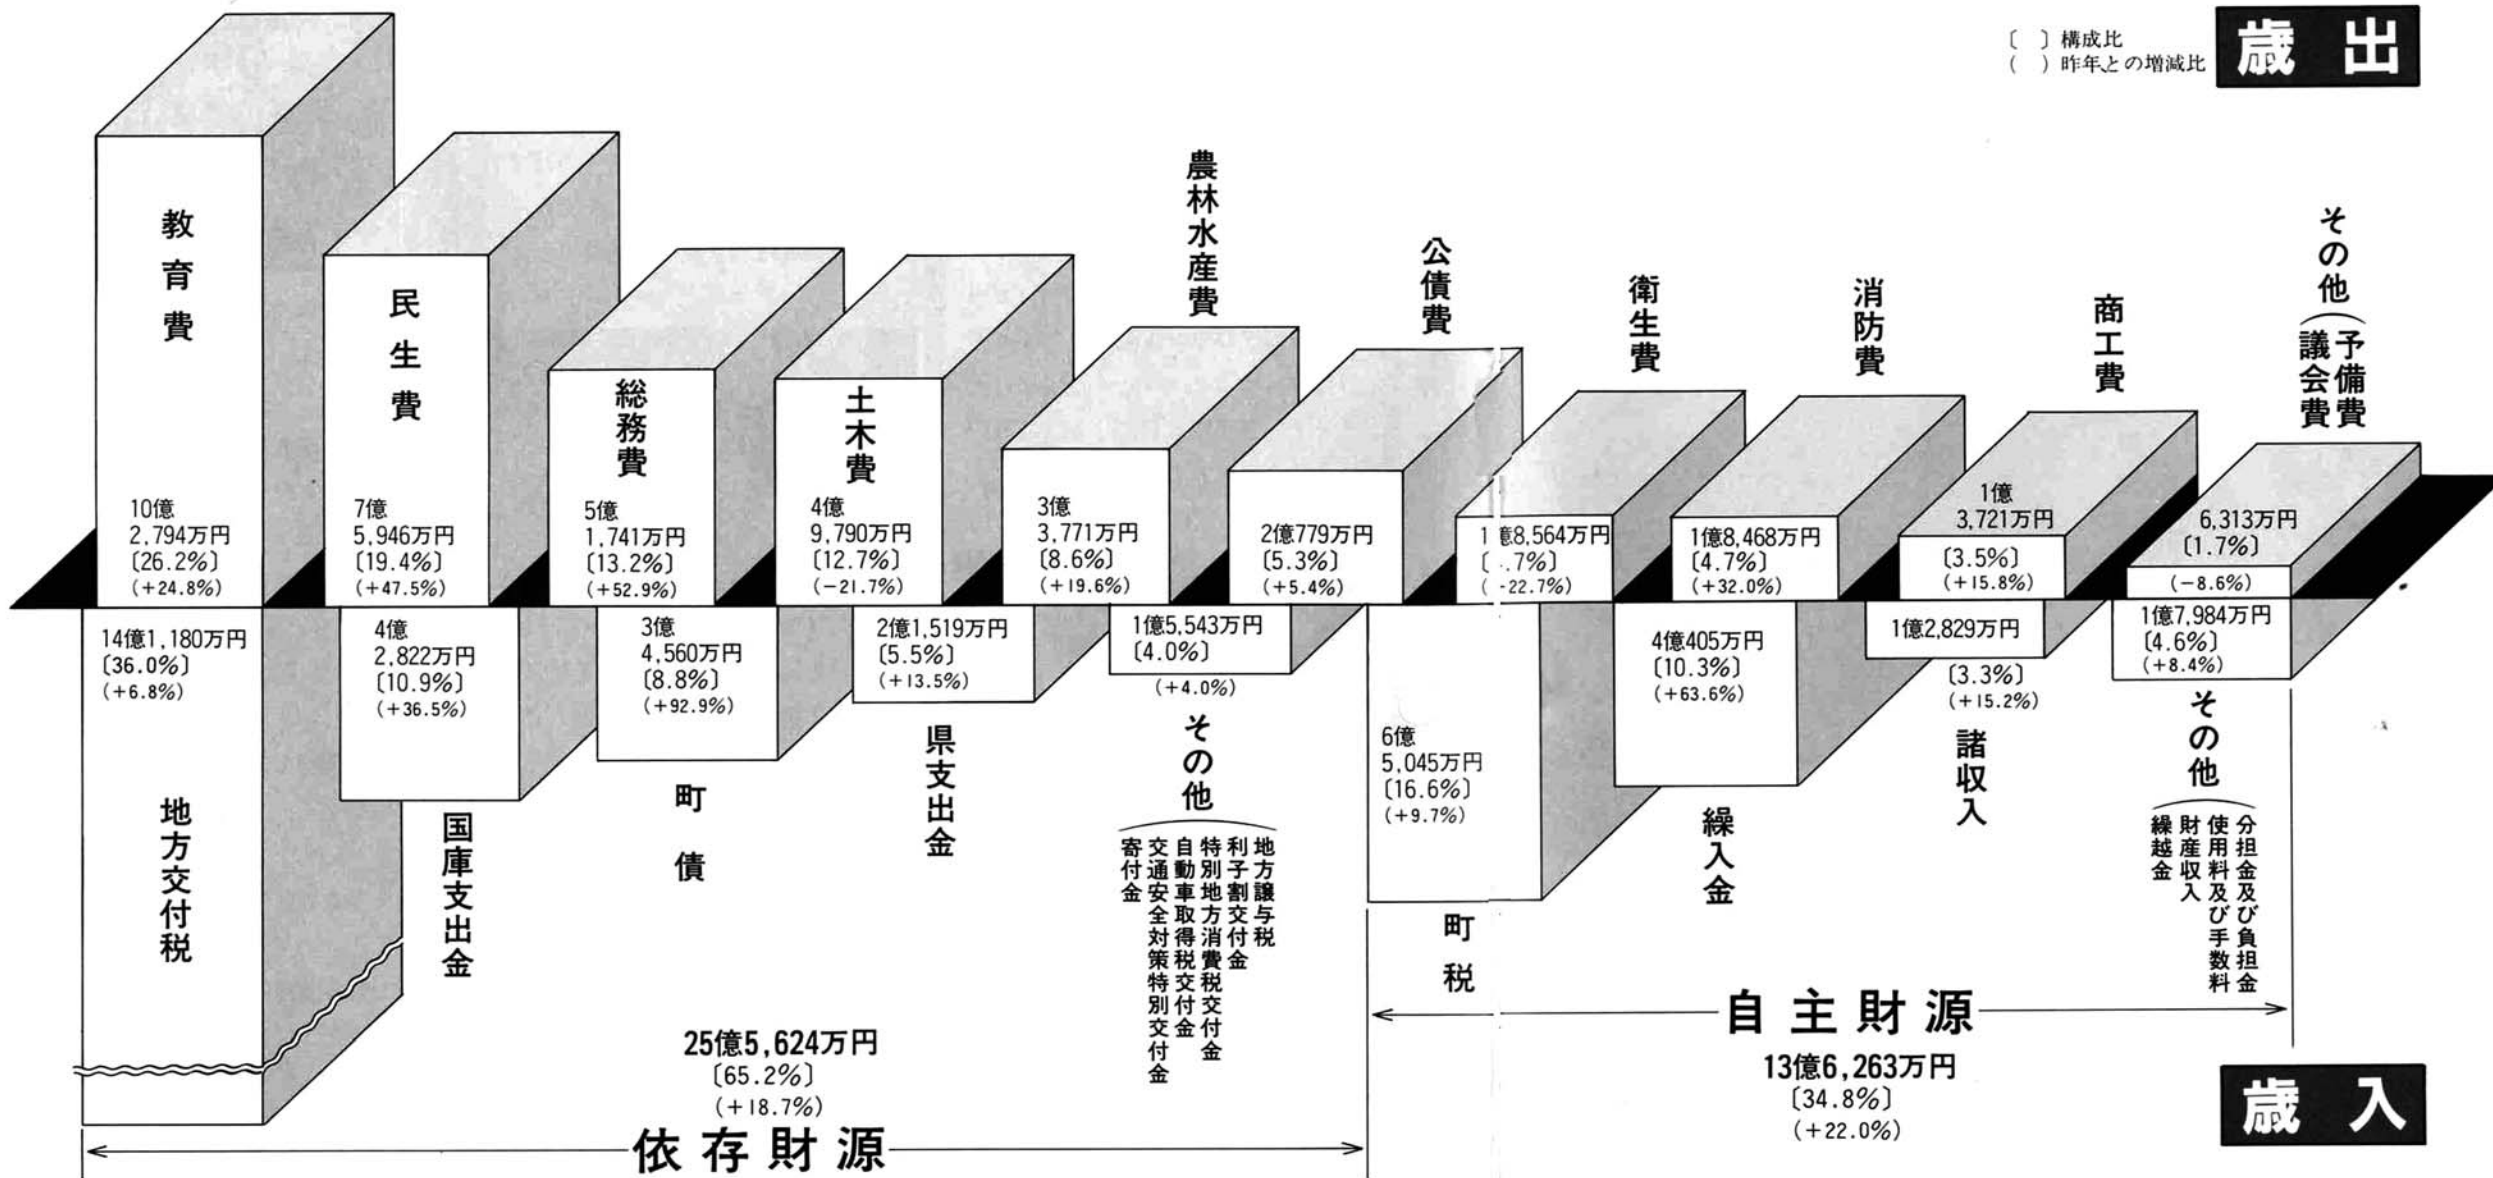 歳出
〔 〕構成比
( )昨年との増減比
教育費
10億
2,794万円
〔26.2%〕
(+24.8%)
民生費
7億
5,946万円
〔19.4%〕
(+47.5%)
総務費
5億
1,741万円
〔13.2%〕
(+52.9%)
土木費
4億
9,790万円
〔12.7%〕
(−21.7%)
農林水産費
3億
3,771万円
〔8.6%〕
(+19.6%)
公債費
2億779万円
〔5.3%〕
(+5.4%)
衛生費
1億8,564万円
消防費
1億8,468万円
〔4.7%〕
(+32.0%)
商工費
1億
3,721万円
〔3.5%〕
(+15.8%)
その他
予備費
議会費
6,313万円
〔1.7%〕
(−8.6%)
14億1,180万円
〔36.0%〕
(+6.8%)
地方交付税
4億
2,822万円
〔10.9%〕
(+36.5%)
国庫支出金
3億
4,560万円
〔8.8%〕
(+92.9%)
町債
2億1,519万円
〔5.5%〕
(+13.5%)
県支出金
1億5,543万円
〔4.0%〕
(+4.0%)
その他
地方譲与税
利子割交付金
特別地方消費税交付金
自動車取得税交付金
交通安全対策特別交付金
寄付金
6億
5,045万円
〔16.6%〕
(+9.7%)
町税
4億405万円
〔10.3%〕
(+63.6%)
繰入金
1億2,829万円
〔3.3%〕
(+15.2%)
諸収入
1億7,984万円
〔4.6%〕
(+8.4%)
その他
分担金及び負担金
使用料及び手数料
財産収入
繰越金
25億5,624万円
〔65.2%〕
(+18.7%)
依存財源
自主財源
13億6,263万円
〔34.8%〕
(+22.0%)
歳入